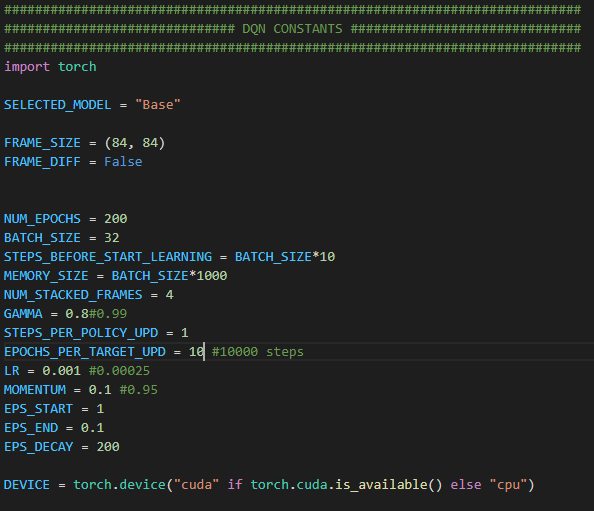 ###########################################################################
############################## DQN CONSTANTS ##############################
###########################################################################
import torch
SELECTED_MODEL = "Base"
FRAME_SIZE = (84, 84)
FRAME_DIFF = False
NUM_EPOCHS = 200
BATCH_SIZE = 32
STEPS_BEFORE_START_LEARNING = BATCH_SIZE*10
MEMORY_SIZE = BATCH_SIZE*1000
NUM_STACKED_FRAMES = 4
GAMMA = 0.8#0.99
STEPS_PER_POLICY_UPD = 1
EPOCHS_PER_TARGET_UPD = 10 #10000 steps
LR = 0.001 #0.00025
MOMENTUM = 0.1 #0.95
EPS_START = 1
EPS_END = 0.1
EPS_DECAY = 200
DEVICE = torch.device("cuda" if torch.cuda.is_available() else "cpu")